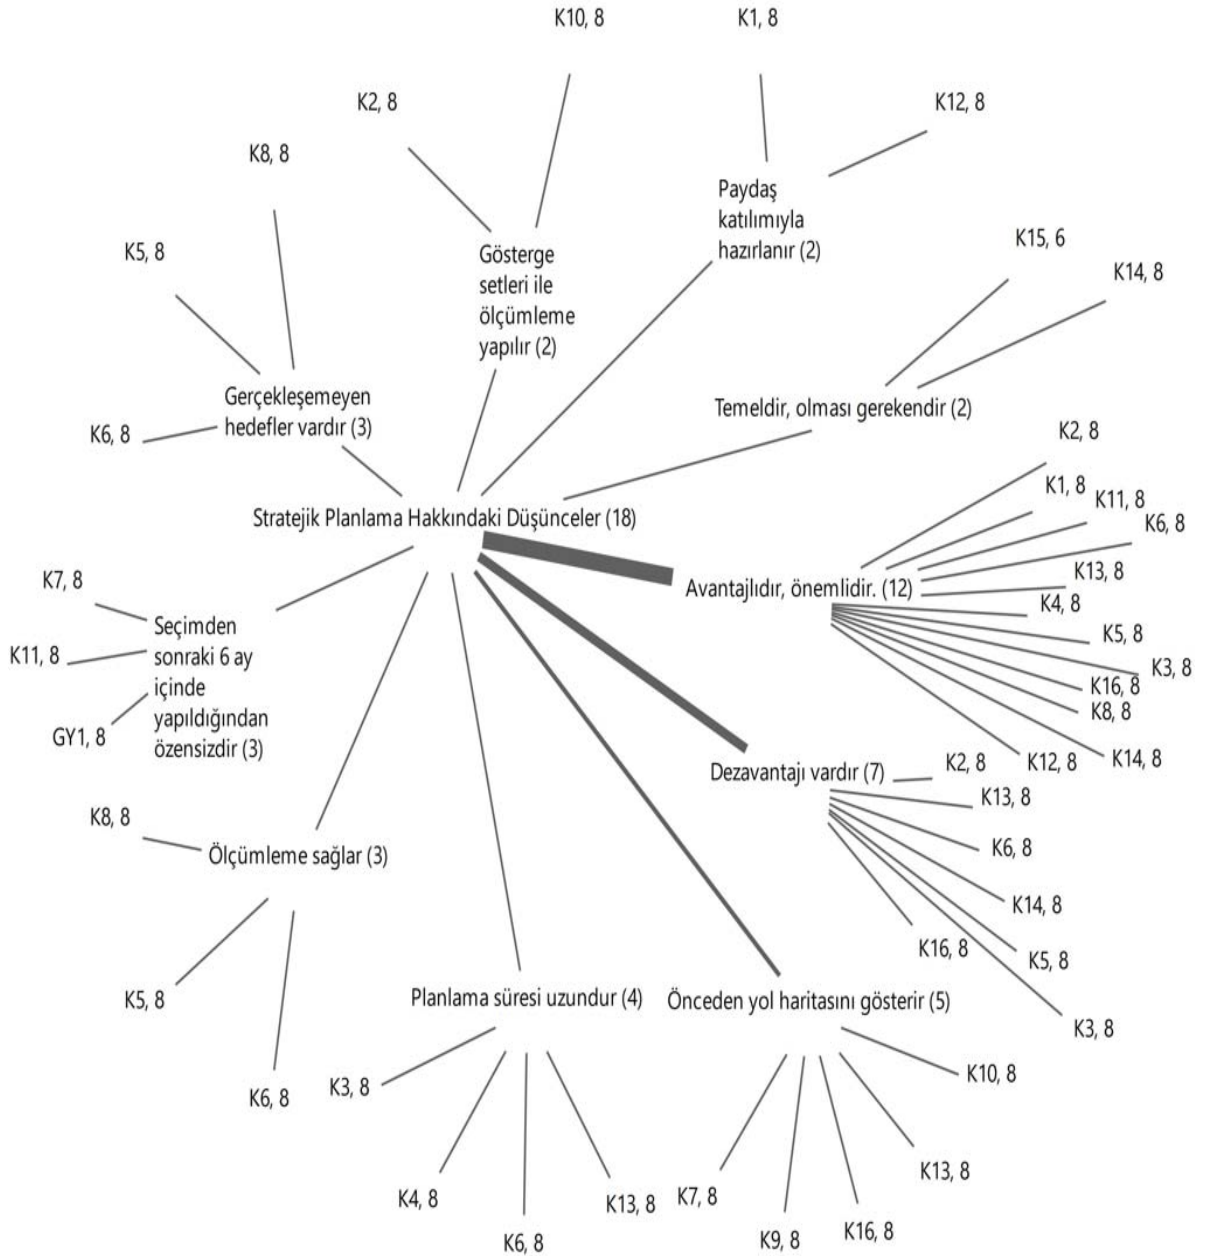 K10, 8
K1, 8
K2, 8
K12, 8
K8, 8
Paydaş
katılımıyla
hazırlanır (2)
K15, 6
K5, 8
Gösterge
setleri ile
ölçümleme
yapılır (2)
K14, 8
Gerçekleşemeyen
hedefler vardır (3)
Temeldir, olması gerekendir (2)
K6, 8
K2, 8
K1, 8
K11, 8
K6, 8
Stratejik Planlama Hakkındaki Düşünceler (18)
K13, 8
Avantajlıdır, önemlidir. (12)
K4, 8
K5, 8
K3, 8
K16, 8
K8, 8
K14, 8
K12, 8
K7, 8
Seçimden
sonraki 6 ay
içinde
yapıldığından
özensizdir (3)
K11, 8
GY1, 8
Dezavantajı vardır (7)
K2, 8
K13, 8
K6, 8
K14, 8
K16, 8
K5, 8
K3, 8
K8, 8
Ölçümleme sağlar (3)
K5, 8
K6, 8
Planlama süresi uzundur (4)
K3, 8
K4, 8
K6, 8
K13, 8
Önceden yol haritasını gösterir (5)
K10, 8
K13, 8
K7, 8
K9, 8
K16, 8